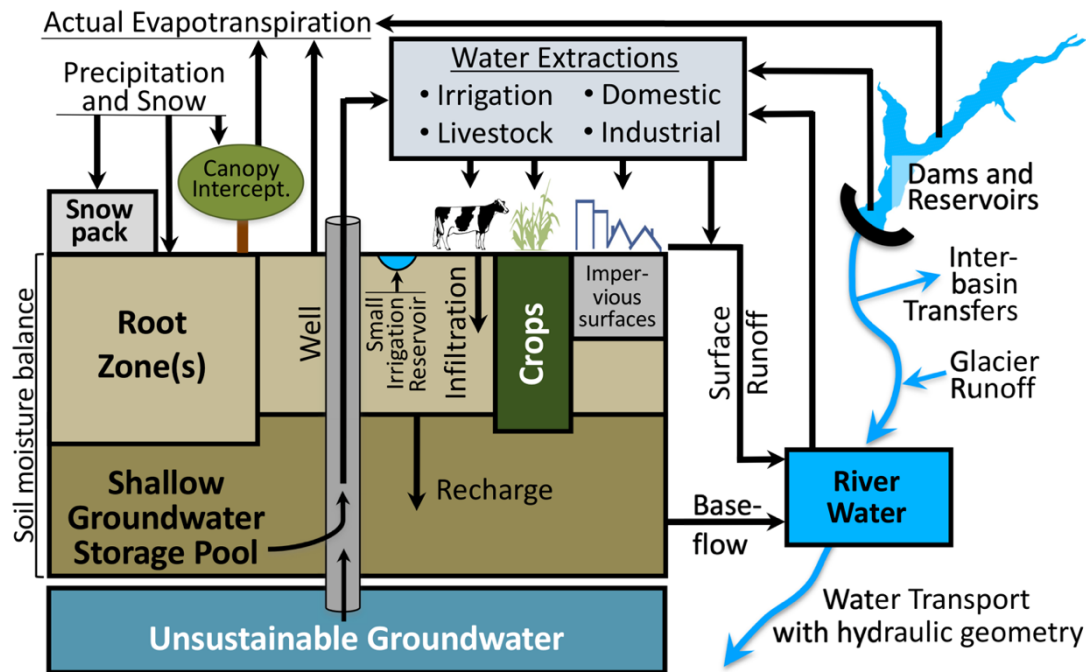 Actual Evapotranspiration
Precipitation
and Snow
Canopy
Intercept.
Snow
pack
Water Extractions
• Irrigation
• Domestic
• Livestock
• Industrial
Dams and
Reservoirs
Inter-
basin
Transfers
Glacier
Runoff
Soil moisture balance
Root
Zone(s)
Well
Small
Irrigation
Reservoir
Infiltration
Crops
Imper-
vious
surfaces
Surface
Runoff
Shallow
Groundwater
Storage Pool
Recharge
Base-
flow
River
Water
Unsustainable Groundwater
Water Transport
with hydraulic geometry